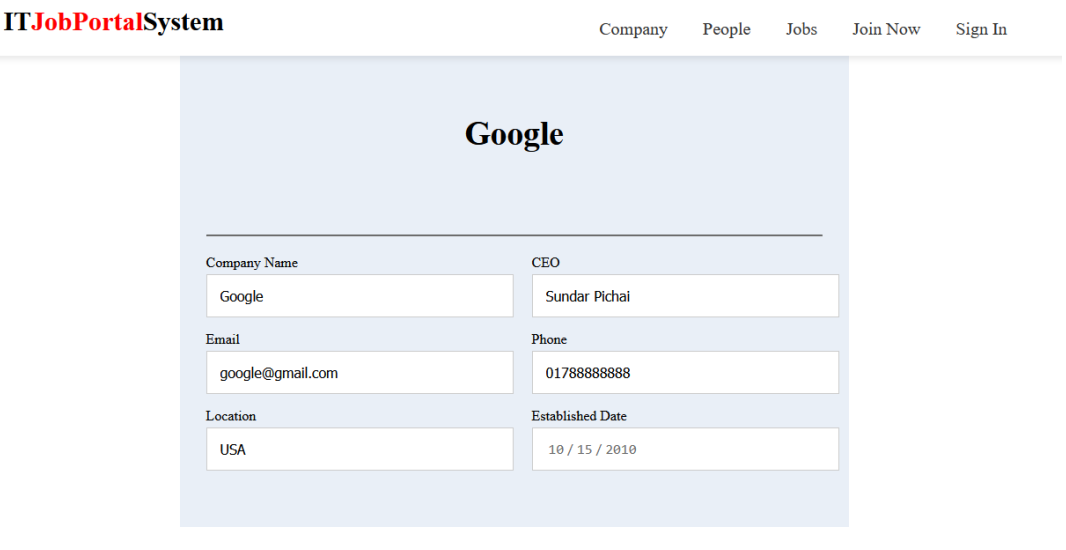 ITJobPortalSystem
Company People Jobs Join Now Sign In
Google
Company Name CEO
Google Sundar Pichai
Email Phone
google@gmail.com 01788888888
Location Established Date
USA 10 / 15 / 2010